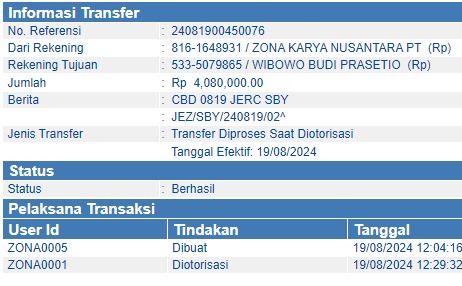 Informasi Transfer
No. Referensi : 24081900450076
Dari Rekening : 816-1648931 / ZONA KARYA NUSANTARA PT (Rp)
Rekening Tujuan : 533-5079865 / WIBOWO BUDI PRASETIO (Rp)
Jumlah : Rp 4,080,000.00
Berita : CBD 0819 JERC SBY
: JEZ/SBY/240819/02^
Jenis Transfer : Transfer Diproses Saat Diotorisasi
Tanggal Efektif: 19/08/2024
Status
Status : Berhasil
Pelaksana Transaksi
User Id Tindakan Tanggal
ZONA0005 Dibuat 19/08/2024 12:04:16
ZONA0001 Diotorisasi 19/08/2024 12:29:32